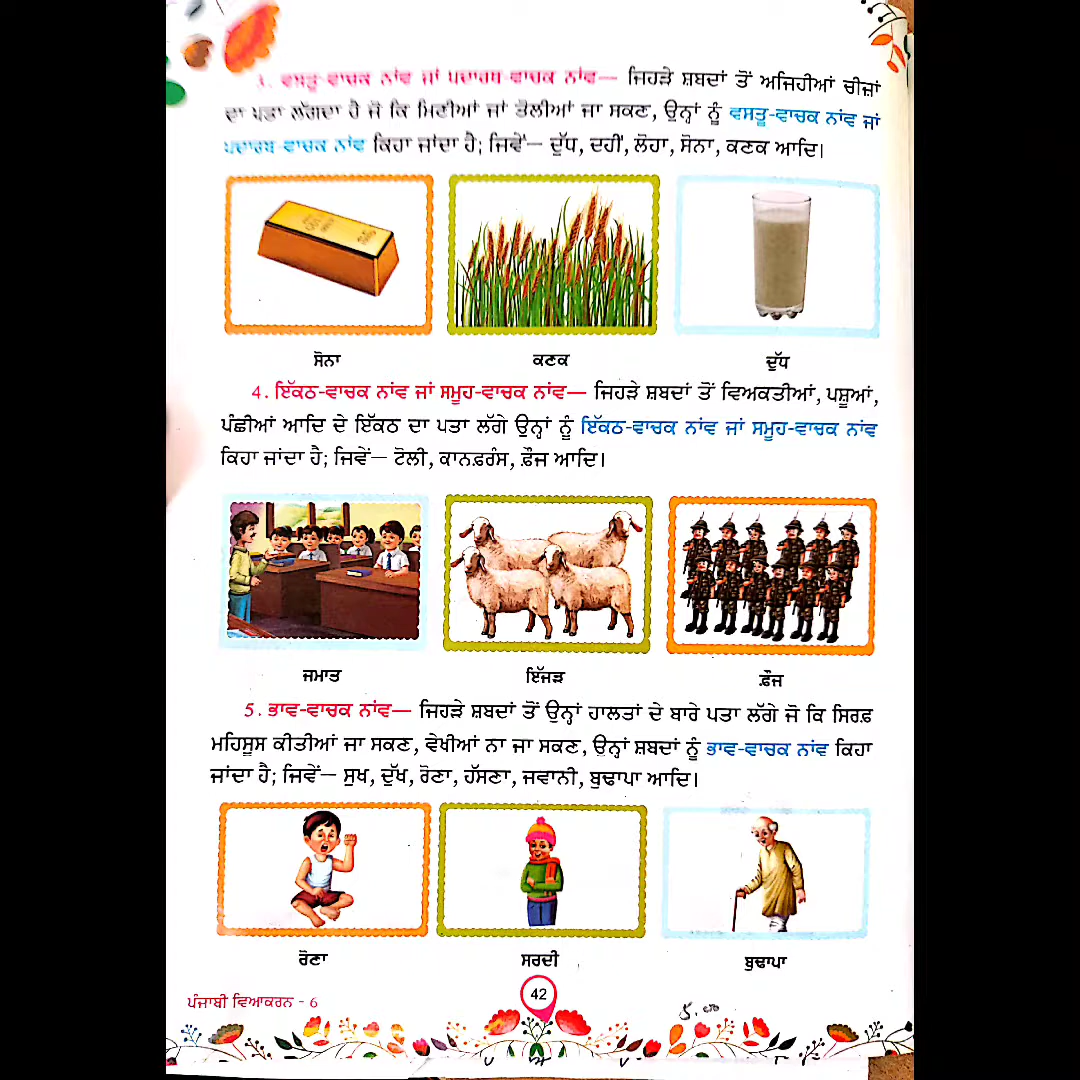 3. ਵਸਤੂ-ਵਾਚਕ ਨਾਂਵ ਜਾਂ ਪਦਾਰਥ-ਵਾਚਕ ਨਾਂਵ— ਜਿਹੜੇ ਸ਼ਬਦਾਂ ਤੋਂ ਅਜਿਹੀਆਂ ਚੀਜ਼ਾਂ
ਦਾ ਪਤਾ ਲੱਗਦਾ ਹੈ ਜੋ ਕਿ ਮਿਣੀਆਂ ਜਾਂ ਤੋਲੀਆਂ ਜਾ ਸਕਣ, ਉਨ੍ਹਾਂ ਨੂੰ ਵਸਤੂ-ਵਾਚਕ ਨਾਂਵ ਜਾਂ
ਪਦਾਰਥ-ਵਾਚਕ ਨਾਂਵ ਕਿਹਾ ਜਾਂਦਾ ਹੈ; ਜਿਵੇਂ— ਦੁੱਧ, ਦਹੀਂ, ਲੋਹਾ, ਸੋਨਾ, ਕਣਕ ਆਦਿ।
ਸੋਨਾ ਕਣਕ ਦੁੱਧ
4. ਇੱਕਠ-ਵਾਚਕ ਨਾਂਵ ਜਾਂ ਸਮੂਹ-ਵਾਚਕ ਨਾਂਵ— ਜਿਹੜੇ ਸ਼ਬਦਾਂ ਤੋਂ ਵਿਅਕਤੀਆਂ, ਪਸ਼ੂਆਂ,
ਪੰਛੀਆਂ ਆਦਿ ਦੇ ਇੱਕਠ ਦਾ ਪਤਾ ਲੱਗੇ ਉਨ੍ਹਾਂ ਨੂੰ ਇੱਕਠ-ਵਾਚਕ ਨਾਂਵ ਜਾਂ ਸਮੂਹ-ਵਾਚਕ ਨਾਂਵ
ਕਿਹਾ ਜਾਂਦਾ ਹੈ; ਜਿਵੇਂ— ਟੋਲੀ, ਕਾਨਫ਼ਰੰਸ, ਫ਼ੌਜ ਆਦਿ।
ਜਮਾਤ ਇੱਜੜ ਫ਼ੌਜ
5. ਭਾਵ-ਵਾਚਕ ਨਾਂਵ— ਜਿਹੜੇ ਸ਼ਬਦਾਂ ਤੋਂ ਉਨ੍ਹਾਂ ਹਾਲਤਾਂ ਦੇ ਬਾਰੇ ਪਤਾ ਲੱਗੇ ਜੋ ਕਿ ਸਿਰਫ਼
ਮਹਿਸੂਸ ਕੀਤੀਆਂ ਜਾ ਸਕਣ, ਵੇਖੀਆਂ ਨਾ ਜਾ ਸਕਣ, ਉਨ੍ਹਾਂ ਸ਼ਬਦਾਂ ਨੂੰ ਭਾਵ-ਵਾਚਕ ਨਾਂਵ ਕਿਹਾ
ਜਾਂਦਾ ਹੈ; ਜਿਵੇਂ— ਸੁਖ, ਦੁੱਖ, ਰੋਣਾ, ਹੱਸਣਾ, ਜਵਾਨੀ, ਬੁਢਾਪਾ ਆਦਿ।
ਰੋਣਾ ਸਰਦੀ ਬੁਢਾਪਾ
ਪੰਜਾਬੀ ਵਿਆਕਰਨ - 6 42